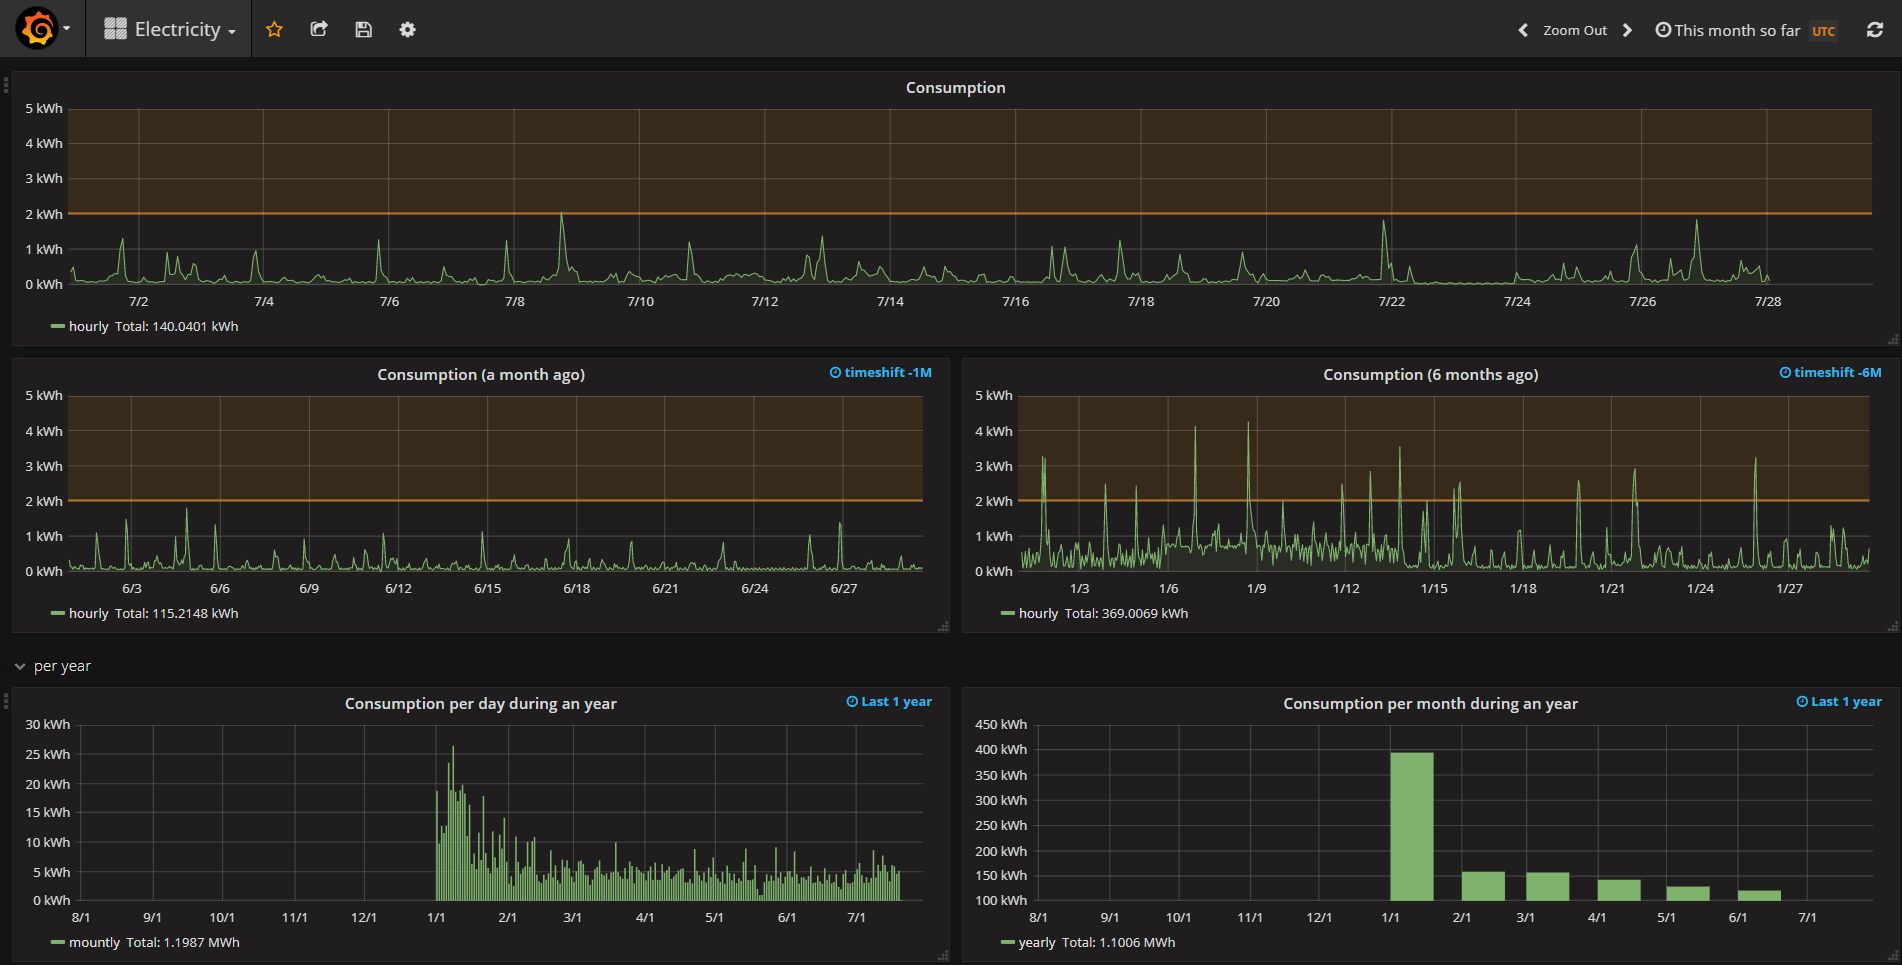 Electricity
Zoom Out
This month so far UTC
Consumption
5 kWh
4 kWh
3 kWh
2 kWh
1 kWh
0 kWh
7/2 7/4 7/6 7/8 7/10 7/12 7/14 7/16 7/18 7/20 7/22 7/24 7/26 7/28
hourly Total: 140.0401 kWh
Consumption (a month ago)
timeshift -1M
5 kWh
4 kWh
3 kWh
2 kWh
1 kWh
0 kWh
6/3 6/6 6/9 6/12 6/15 6/18 6/21 6/24 6/27
hourly Total: 115.2148 kWh
Consumption (6 months ago)
timeshift -6M
5 kWh
4 kWh
3 kWh
2 kWh
1 kWh
0 kWh
1/3 1/6 1/9 1/12 1/15 1/18 1/21 1/24 1/27
hourly Total: 369.0069 kWh
per year
Consumption per day during an year
Last 1 year
30 kWh
25 kWh
20 kWh
15 kWh
10 kWh
5 kWh
0 kWh
8/1 9/1 10/1 11/1 12/1 1/1 2/1 3/1 4/1 5/1 6/1 7/1
mountly Total: 1.1987 MWh
Consumption per month during an year
Last 1 year
450 kWh
400 kWh
350 kWh
300 kWh
250 kWh
200 kWh
150 kWh
100 kWh
8/1 9/1 10/1 11/1 12/1 1/1 2/1 3/1 4/1 5/1 6/1 7/1
yearly Total: 1.1006 MWh